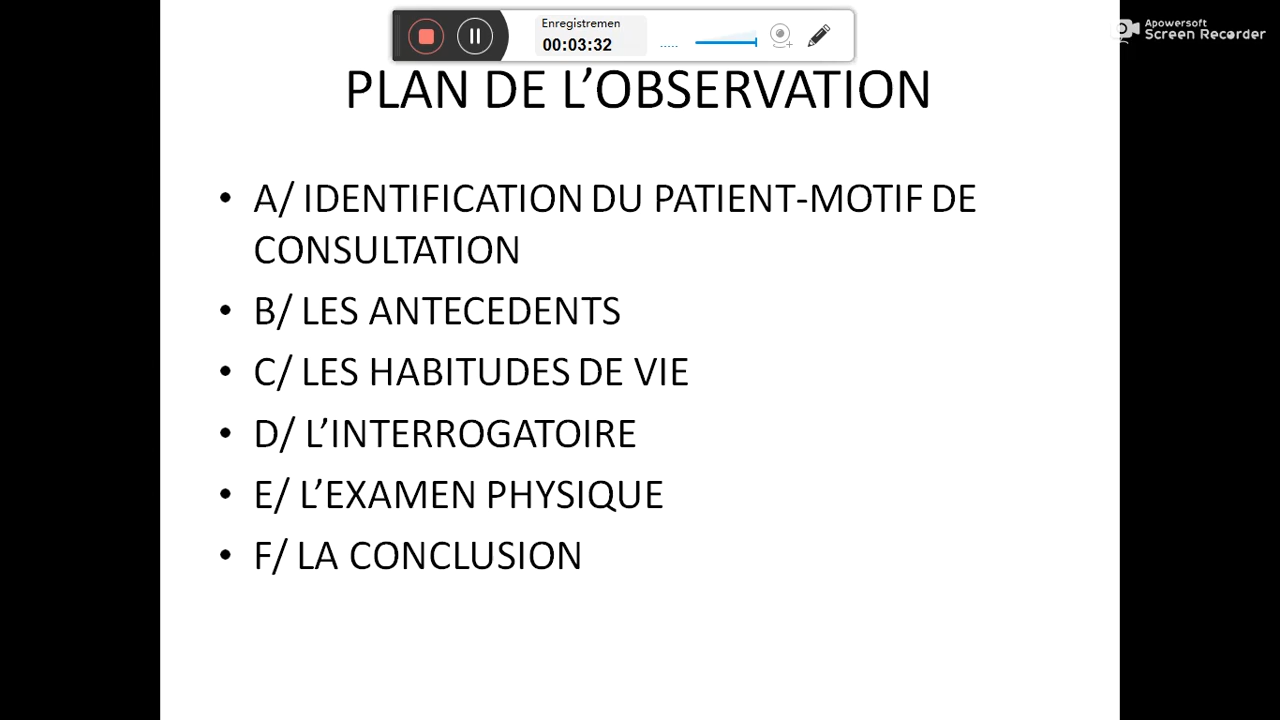 Enregistremen
00:03:32
Apowersoft
Screen Recorder
PLAN DE L’OBSERVATION
• A/ IDENTIFICATION DU PATIENT-MOTIF DE
CONSULTATION
• B/ LES ANTECEDENTS
• C/ LES HABITUDES DE VIE
• D/ L’INTERROGATOIRE
• E/ L’EXAMEN PHYSIQUE
• F/ LA CONCLUSION